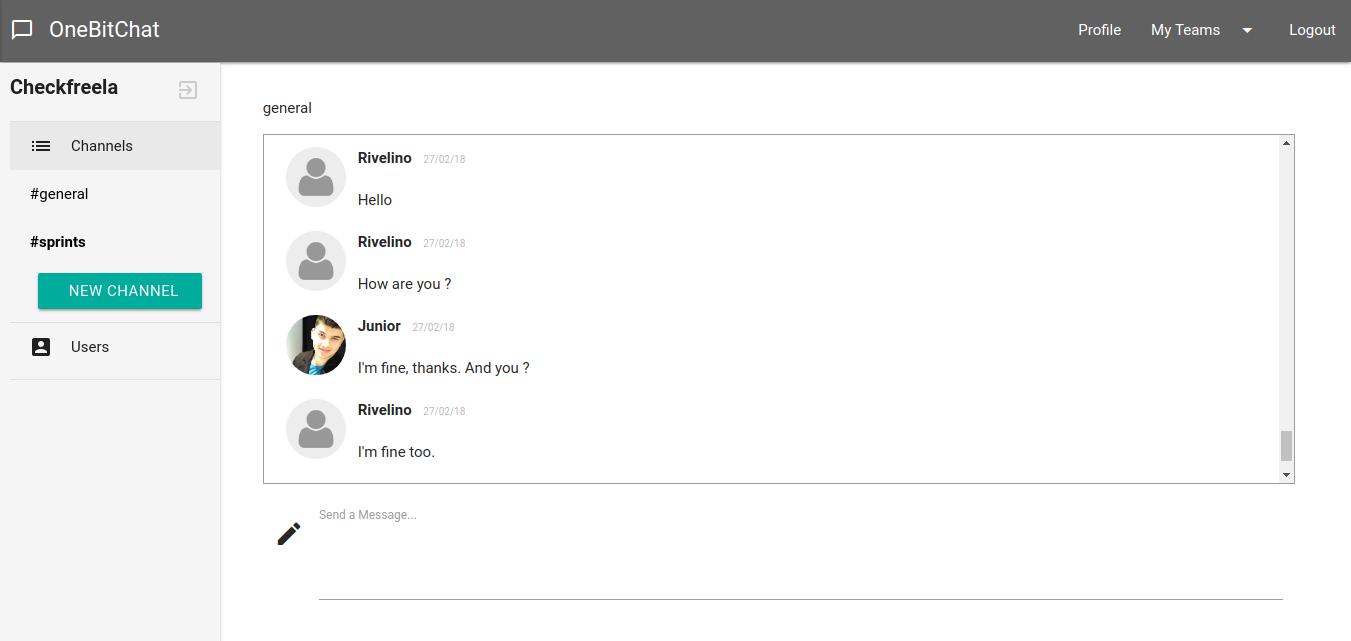 OneBitChat
Profile
My Teams
Logout
Checkfreela
Channels
#general
#sprints
NEW CHANNEL
Users
general
Rivelino 27/02/18
Hello
Rivelino 27/02/18
How are you ?
Junior 27/02/18
I'm fine, thanks. And you ?
Rivelino 27/02/18
I'm fine too.
Send a Message...